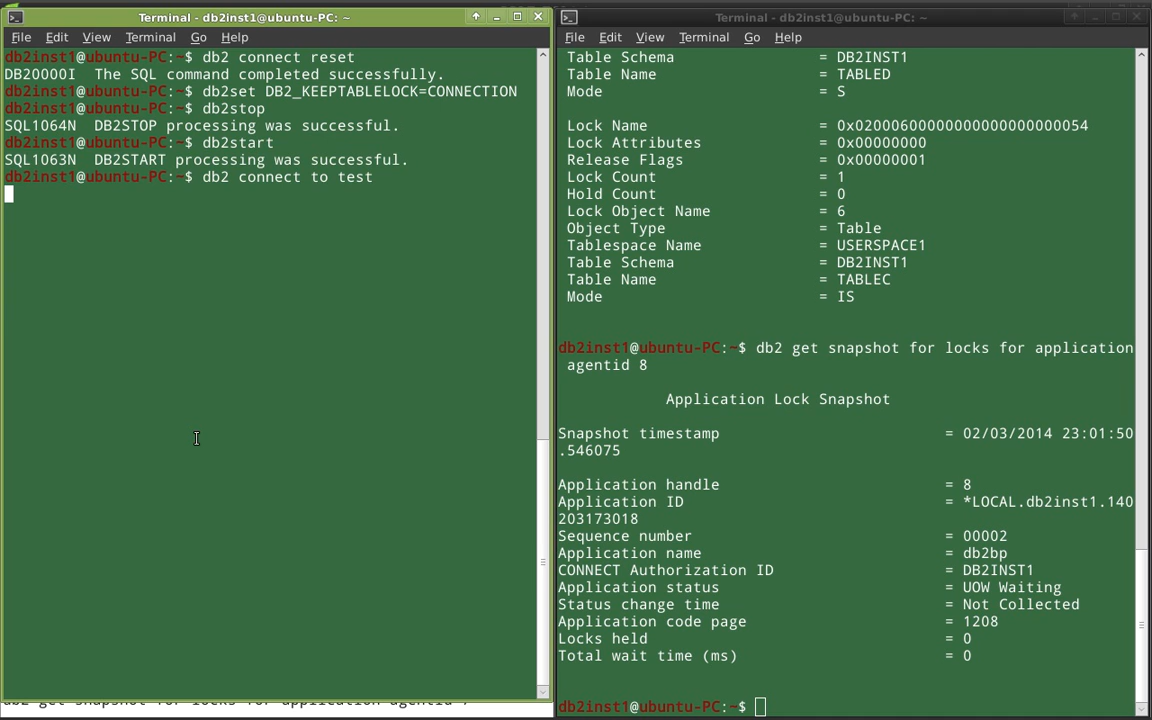 Terminal - db2inst1@ubuntu-PC: ~
File Edit View Terminal Go Help
db2inst1@ubuntu-PC:~$ db2 connect reset
DB20000I  The SQL command completed successfully.
db2inst1@ubuntu-PC:~$ db2set DB2_KEEPTABLELOCK=CONNECTION
db2inst1@ubuntu-PC:~$ db2stop
SQL1064N  DB2STOP processing was successful.
db2inst1@ubuntu-PC:~$ db2start
SQL1063N  DB2START processing was successful.
db2inst1@ubuntu-PC:~$ db2 connect to test
Terminal - db2inst1@ubuntu-PC: ~
File Edit View Terminal Go Help
Table Schema = DB2INST1
Table Name = TABLED
Mode = S
Lock Name = 0x02000600000000000000000054
Lock Attributes = 0x00000000
Release Flags = 0x00000001
Lock Count = 1
Hold Count = 0
Lock Object Name = 6
Object Type = Table
Tablespace Name = USERSPACE1
Table Schema = DB2INST1
Table Name = TABLEC
Mode = IS
db2inst1@ubuntu-PC:~$ db2 get snapshot for locks for application
agentid 8
Application Lock Snapshot
Snapshot timestamp = 02/03/2014 23:01:50
.546075
Application handle = 8
Application ID = *LOCAL.db2inst1.140
203173018
Sequence number = 00002
Application name = db2bp
CONNECT Authorization ID = DB2INST1
Application status = UOW Waiting
Status change time = Not Collected
Application code page = 1208
Locks held = 0
Total wait time (ms) = 0
db2inst1@ubuntu-PC:~$